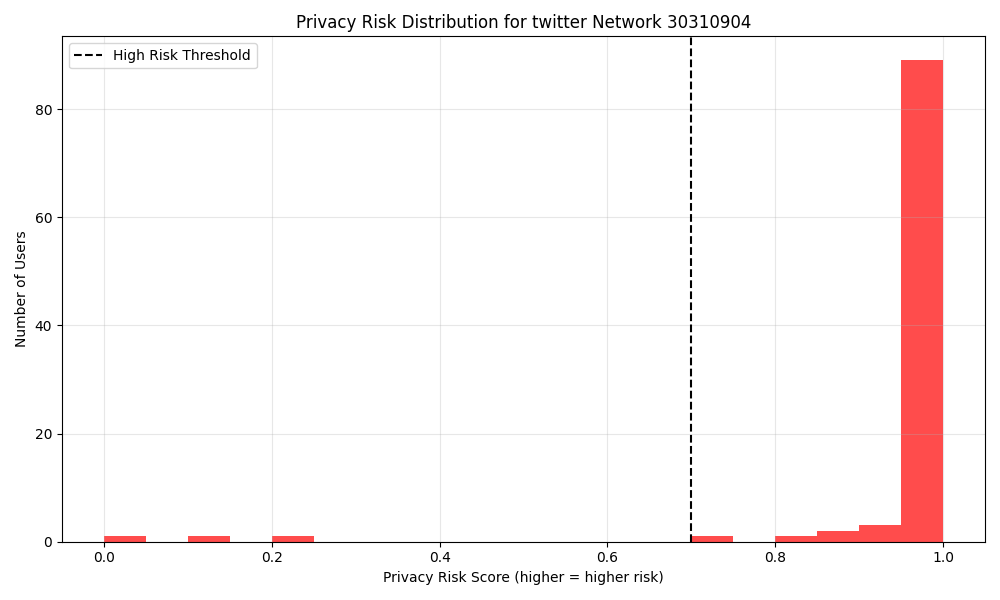 Privacy Risk Distribution for twitter Network 30310904
High Risk Threshold
Number of Users
80
60
40
20
0
0.0 0.2 0.4 0.6 0.8 1.0
Privacy Risk Score (higher = higher risk)